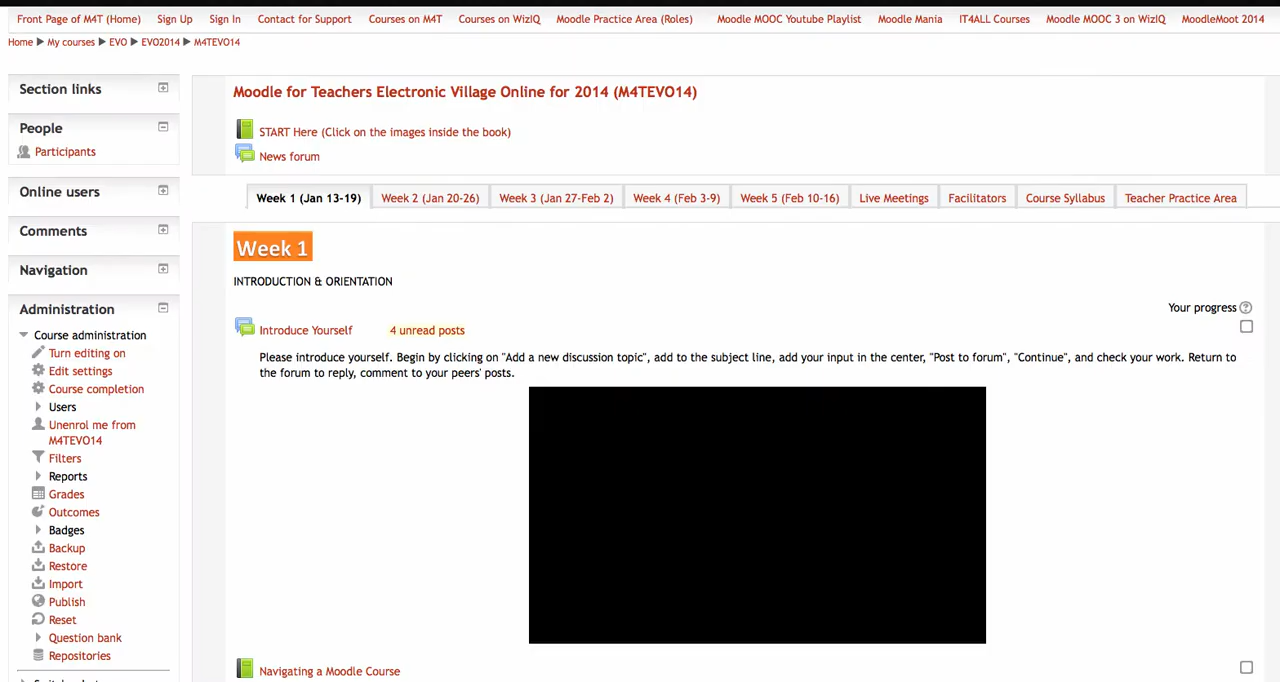 Front Page of M4T (Home) Sign Up Sign In Contact for Support Courses on M4T Courses on WizIQ Moodle Practice Area (Roles) Moodle MOOC Youtube Playlist Moodle Mania IT4ALL Courses Moodle MOOC 3 on WizIQ MoodleMoot 2014
Home ▶ My courses ▶ EVO ▶ EVO2014 ▶ M4TEVO14
Section links
People
Participants
Online users
Comments
Navigation
Administration
Course administration
Turn editing on
Edit settings
Course completion
Users
Unenrol me from
M4TEVO14
Filters
Reports
Grades
Outcomes
Badges
Backup
Restore
Import
Publish
Reset
Question bank
Repositories
Moodle for Teachers Electronic Village Online for 2014 (M4TEVO14)
START Here (Click on the images inside the book)
News forum
Week 1 (Jan 13-19) Week 2 (Jan 20-26) Week 3 (Jan 27-Feb 2) Week 4 (Feb 3-9) Week 5 (Feb 10-16) Live Meetings Facilitators Course Syllabus Teacher Practice Area
Week 1
INTRODUCTION & ORIENTATION
Your progress
Introduce Yourself 4 unread posts
Please introduce yourself. Begin by clicking on "Add a new discussion topic", add to the subject line, add your input in the center, "Post to forum", "Continue", and check your work. Return to
the forum to reply, comment to your peers' posts.
Navigating a Moodle Course